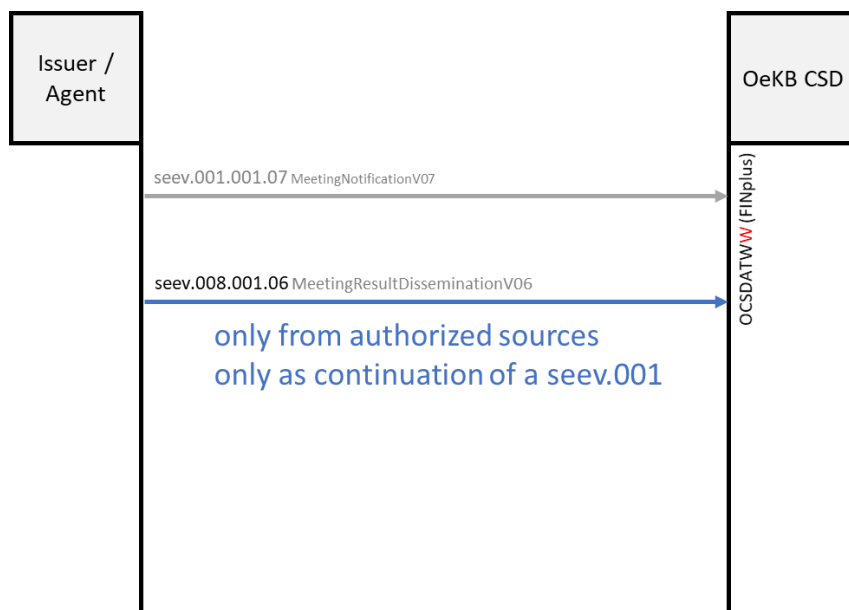 Issuer /
Agent
OeKB CSD
seev.001.001.07 MeetingNotificationV07
OCSDATWW (FINplus)
seev.008.001.06 MeetingResultDisseminationV06
only from authorized sources
only as continuation of a seev.001